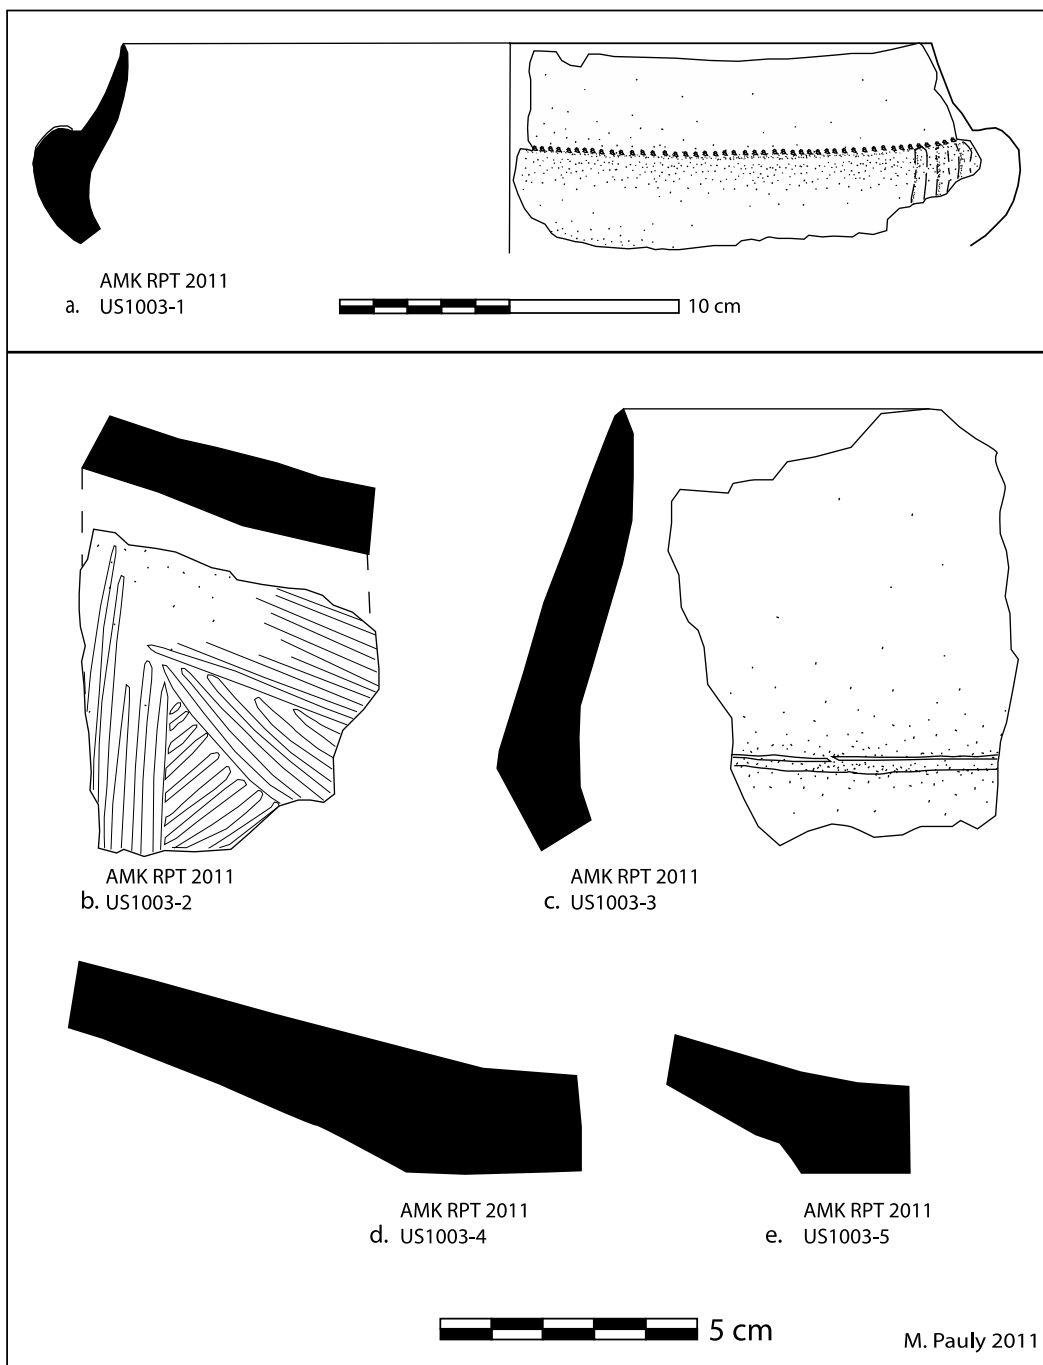 AMK RPT 2011
a. US1003-1
10 cm
AMK RPT 2011
b. US1003-2
AMK RPT 2011
c. US1003-3
AMK RPT 2011
d. US1003-4
AMK RPT 2011
e. US1003-5
5 cm
M. Pauly 2011